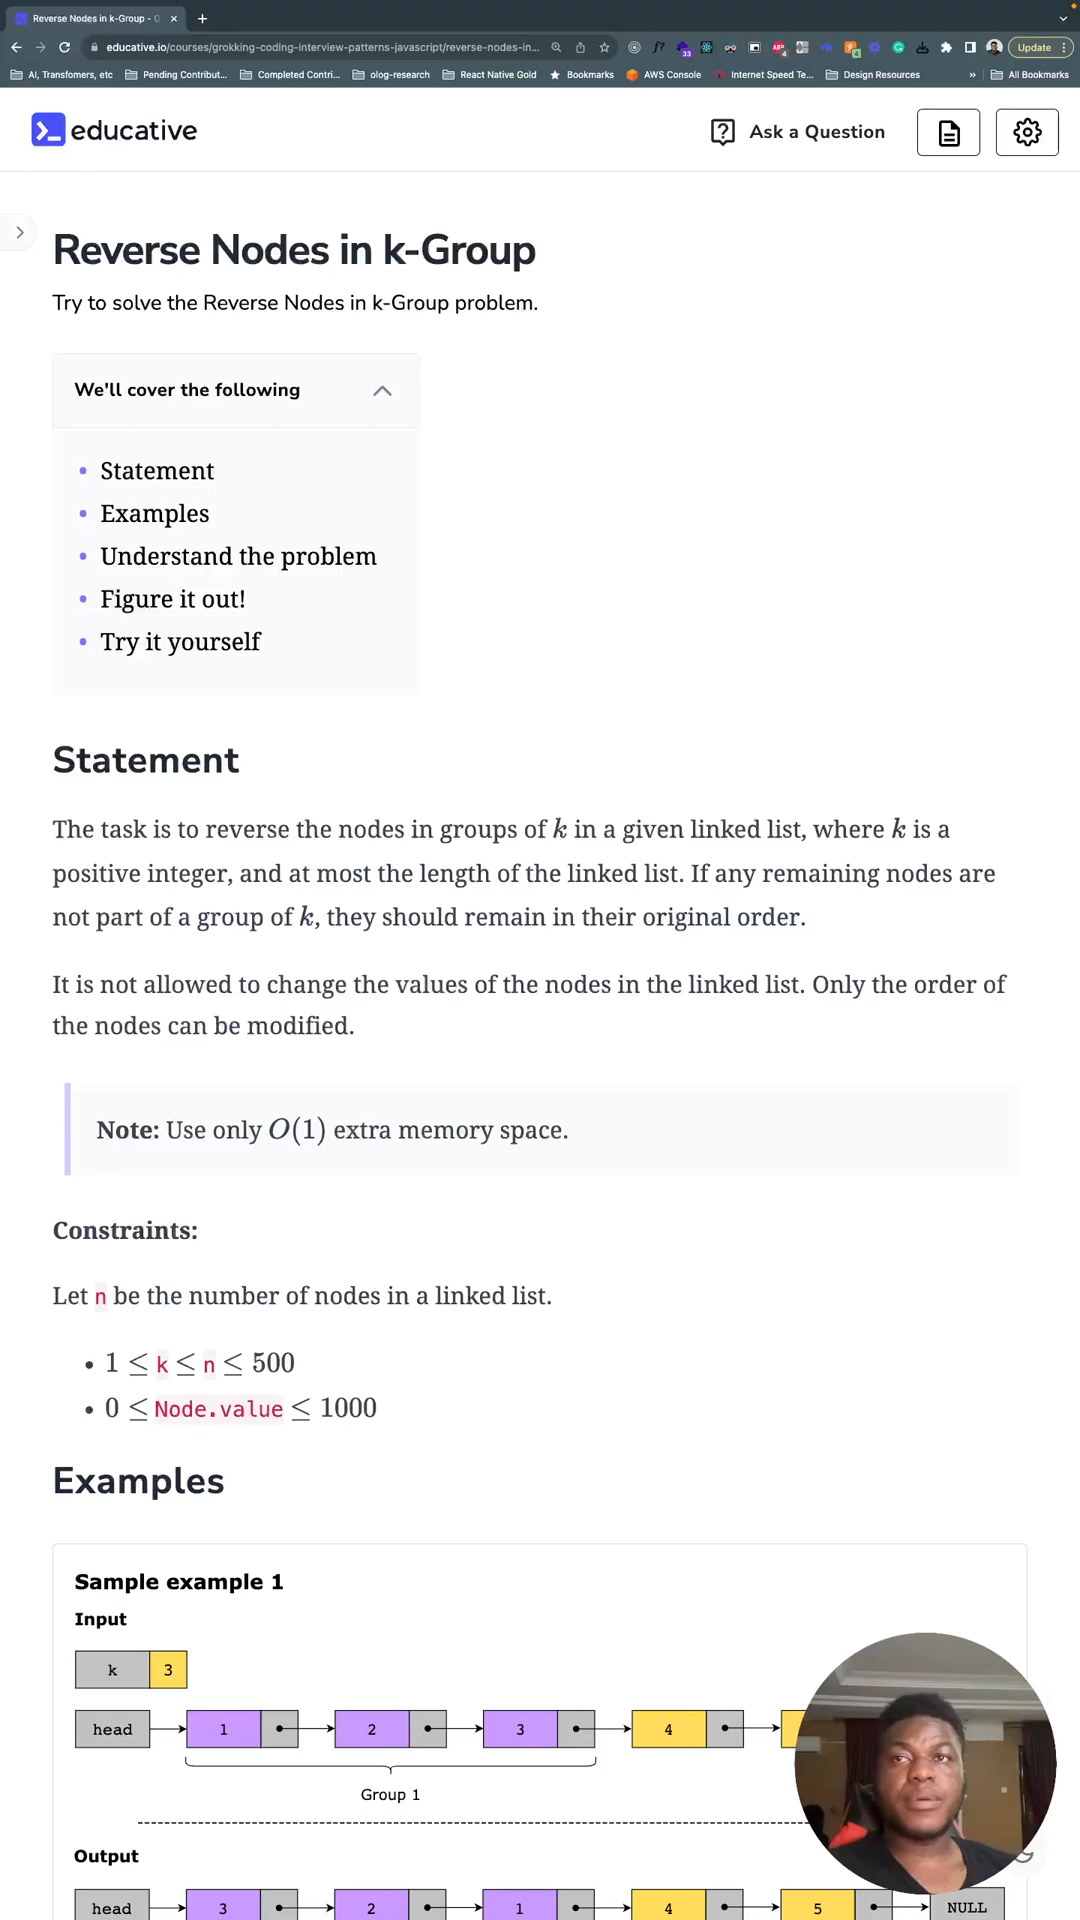 Reverse Nodes in k-Group - G
educative.io/courses/grokking-coding-interview-patterns-javascript/reverse-nodes-in...
Update
AI, Transfomers, etc
Pending Contribut...
Completed Contri...
olog-research
React Native Gold
Bookmarks
AWS Console
Internet Speed Te...
Design Resources
»
All Bookmarks
educative
Ask a Question
Reverse Nodes in k-Group
Try to solve the Reverse Nodes in k-Group problem.
We'll cover the following
• Statement
• Examples
• Understand the problem
• Figure it out!
• Try it yourself
Statement
The task is to reverse the nodes in groups of k in a given linked list, where k is a
positive integer, and at most the length of the linked list. If any remaining nodes are
not part of a group of k, they should remain in their original order.
It is not allowed to change the values of the nodes in the linked list. Only the order of
the nodes can be modified.
Note: Use only O(1) extra memory space.
Constraints:
Let n be the number of nodes in a linked list.
• 1 ≤ k ≤ n ≤ 500
• 0 ≤ Node.value ≤ 1000
Examples
Sample example 1
Input
k 3
head 1 2 3 4
Group 1
Output
head 3 2 1 4 5 NULL